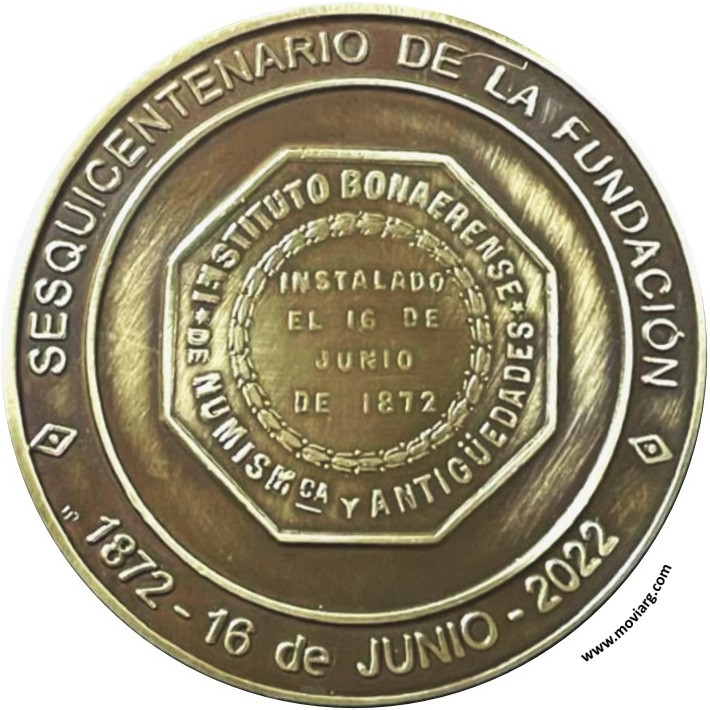 SESQUICENTENARIO DE LA FUNDACIÓN
INSTITUTO BONAERENSE
INSTALADO
EL 16 DE
JUNIO
DE 1872
DE NUMISMCA Y ANTIGÜEDADES
1872 - 16 de JUNIO - 2022
www.moviarg.com